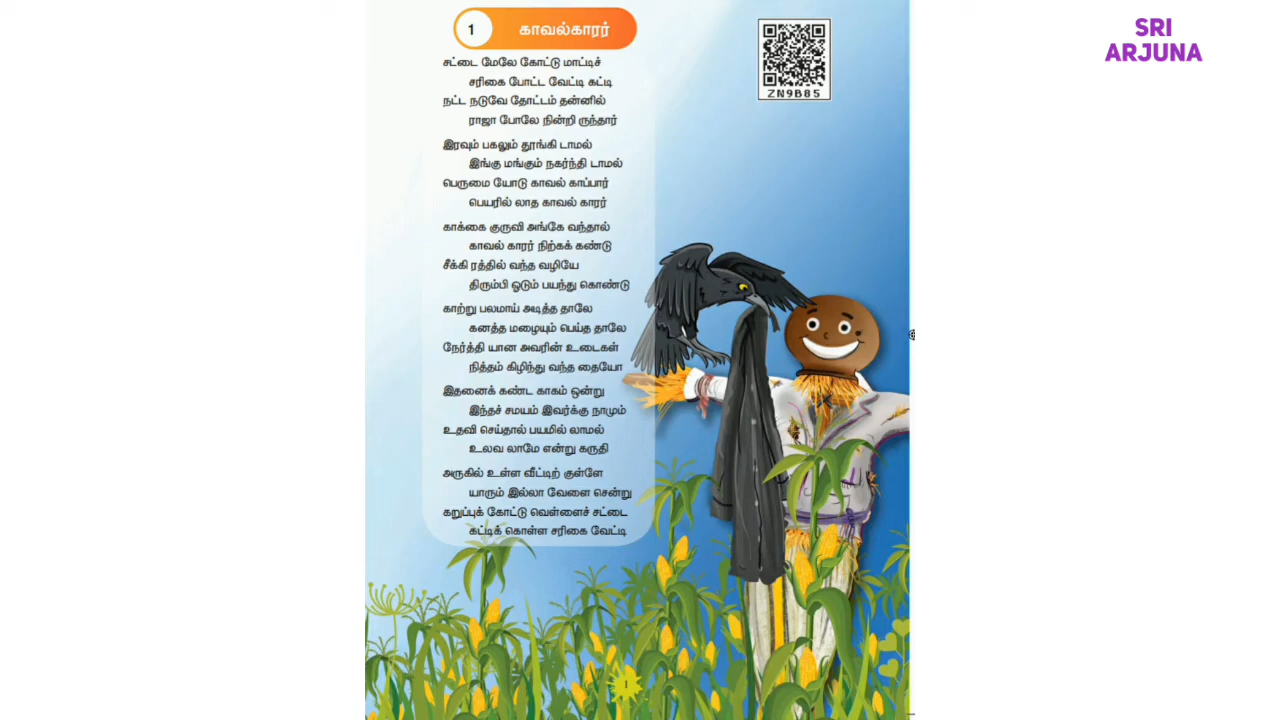 1 காவல்காரர்
சட்டை மேலே கோட்டு மாட்டிச்
சரிகை போட்ட வேட்டி கட்டி
நட்ட நடுவே தோட்டம் தன்னில்
ராஜா போலே நின்றி ருந்தார்
இரவும் பகலும் தூங்கி டாமல்
இங்கு மங்கும் நகர்ந்தி டாமல்
பெருமை யோடு காவல் காப்பார்
பெயரில் லாத காவல் காரர்
காக்கை குருவி அங்கே வந்தால்
காவல் காரர் நிற்கக் கண்டு
சீக்கி ரத்தில் வந்த வழியே
திரும்பி ஓடும் பயந்து கொண்டு
காற்று பலமாய் அடித்த தாலே
கனத்த மழையும் பெய்த தாலே
நேர்த்தி யான அவரின் உடைகள்
நித்தம் கிழிந்து வந்த தையோ
இதனைக் கண்ட காகம் ஒன்று
இந்தச் சமயம் இவர்க்கு நாமும்
உதவி செய்தால் பயமில் லாமல்
உலவ லாமே என்று கருதி
அருகில் உள்ள வீட்டிற் குள்ளே
யாரும் இல்லா வேளை சென்று
கறுப்புக் கோட்டு வெள்ளைச் சட்டை
கட்டிக் கொள்ள சரிகை வேட்டி
ZN9B85
SRI
ARJUNA
1